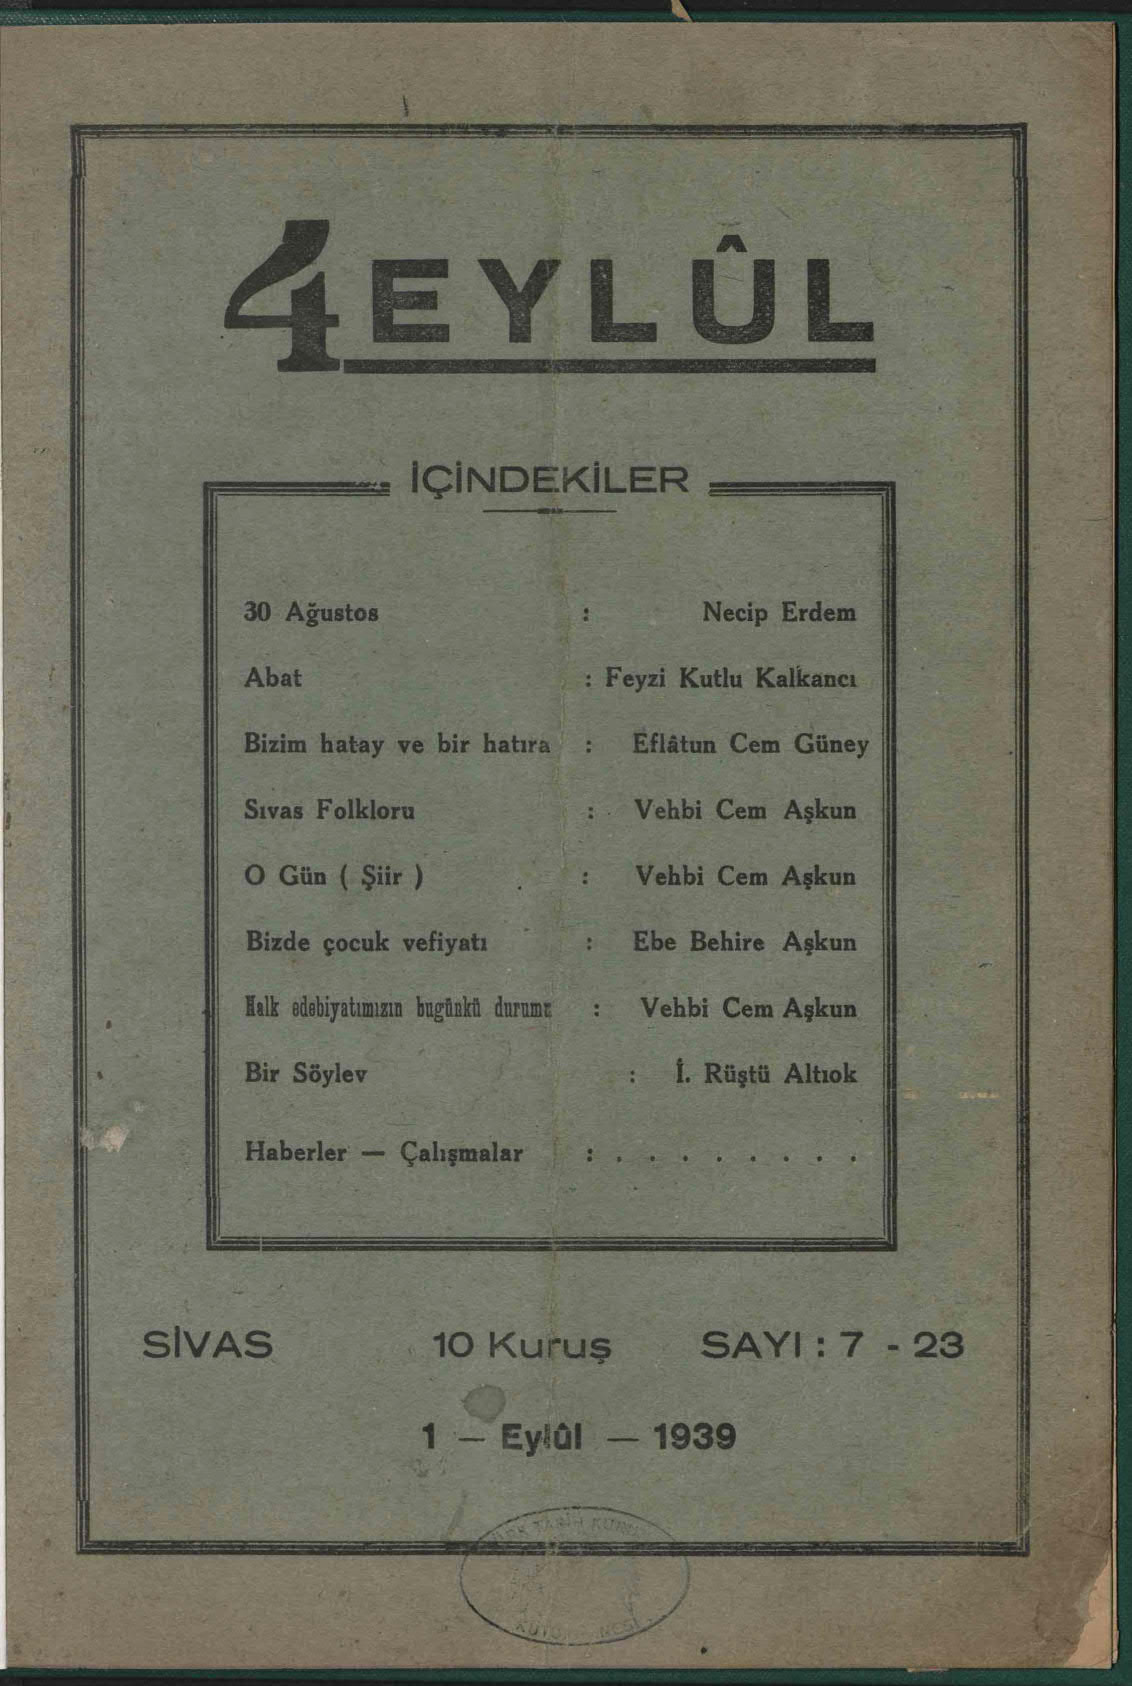 4 EYLÛL
İÇİNDEKİLER
30 Ağustos : Necip Erdem
Abat : Feyzi Kutlu Kalkancı
Bizim hatay ve bir hatıra : Eflâtun Cem Güney
Sıvas Folkloru : Vehbi Cem Aşkun
O Gün ( Şiir ) : Vehbi Cem Aşkun
Bizde çocuk vefiyatı : Ebe Behire Aşkun
Halk edebiyatımızın bugünkü durumu : Vehbi Cem Aşkun
Bir Söylev : İ. Rüştü Altıok
Haberler — Çalışmalar : . . . . . . . .
SİVAS 10 Kuruş SAYI : 7 - 23
1 — Eylûl — 1939
TARİH